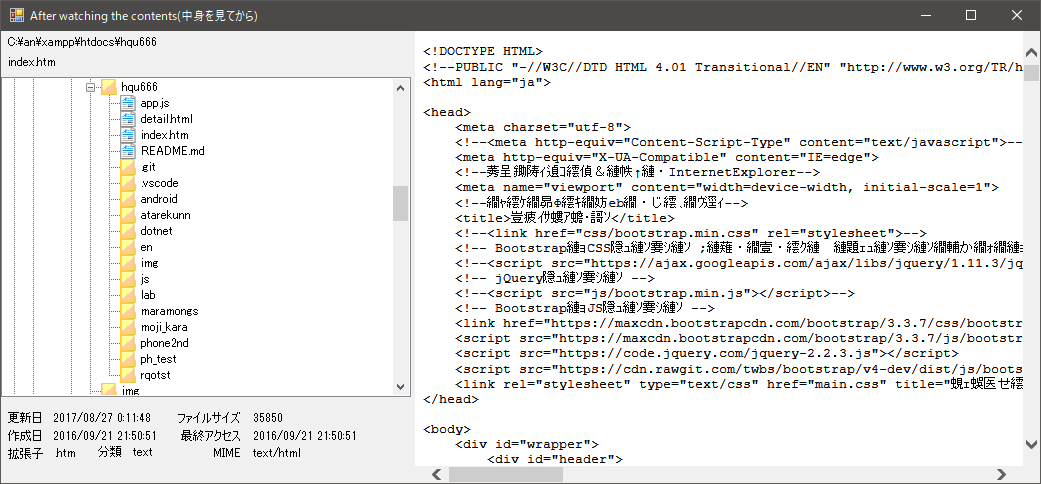 After watching the contents(中身を見てから)
C:¥an¥xampp¥htdocs¥hqu666
index.htm
hqu666
app.js
detail.html
index.htm
README.md
.git
.vscode
android
atarekunn
dotnet
en
img
js
lab
maramongs
moji_kara
phone2nd
ph_test
rqotst
img
更新日 2017/08/27 0:11:48 ファイルサイズ 35850
作成日 2016/09/21 21:50:51 最終アクセス 2016/09/21 21:50:51
拡張子 .htm 分類 text MIME text/html
<!DOCTYPE HTML>
<!--PUBLIC "-//W3C//DTD HTML 4.01 Transitional//EN" "http://www.w3.org/TR/h
<html lang="ja">
<head>
<meta charset="utf-8">
<!--<meta http-equiv="Content-Script-Type" content="text/javascript">--
<meta http-equiv="X-UA-Compatible" content="IE=edge">
InternetExplorer-->
<meta name="viewport" content="width=device-width, initial-scale=1">
<!--
<title></title>
<!--<link href="css/bootstrap.min.css" rel="stylesheet">-->
<!-- Bootstrap CSS
<!--<script src="https://ajax.googleapis.com/ajax/libs/jquery/1.11.3/jq
<!-- jQuery -->
<!--<script src="js/bootstrap.min.js"></script>-->
<!-- Bootstrap JS -->
<link href="https://maxcdn.bootstrapcdn.com/bootstrap/3.3.7/css/bootstr
<script src="https://maxcdn.bootstrapcdn.com/bootstrap/3.3.7/js/bootstr
<script src="https://code.jquery.com/jquery-2.2.3.js"></script>
<script src="https://cdn.rawgit.com/twbs/bootstrap/v4-dev/dist/js/boots
<link rel="stylesheet" type="text/css" href="main.css" title="
</head>
<body>
<div id="wrapper">
<div id="header">